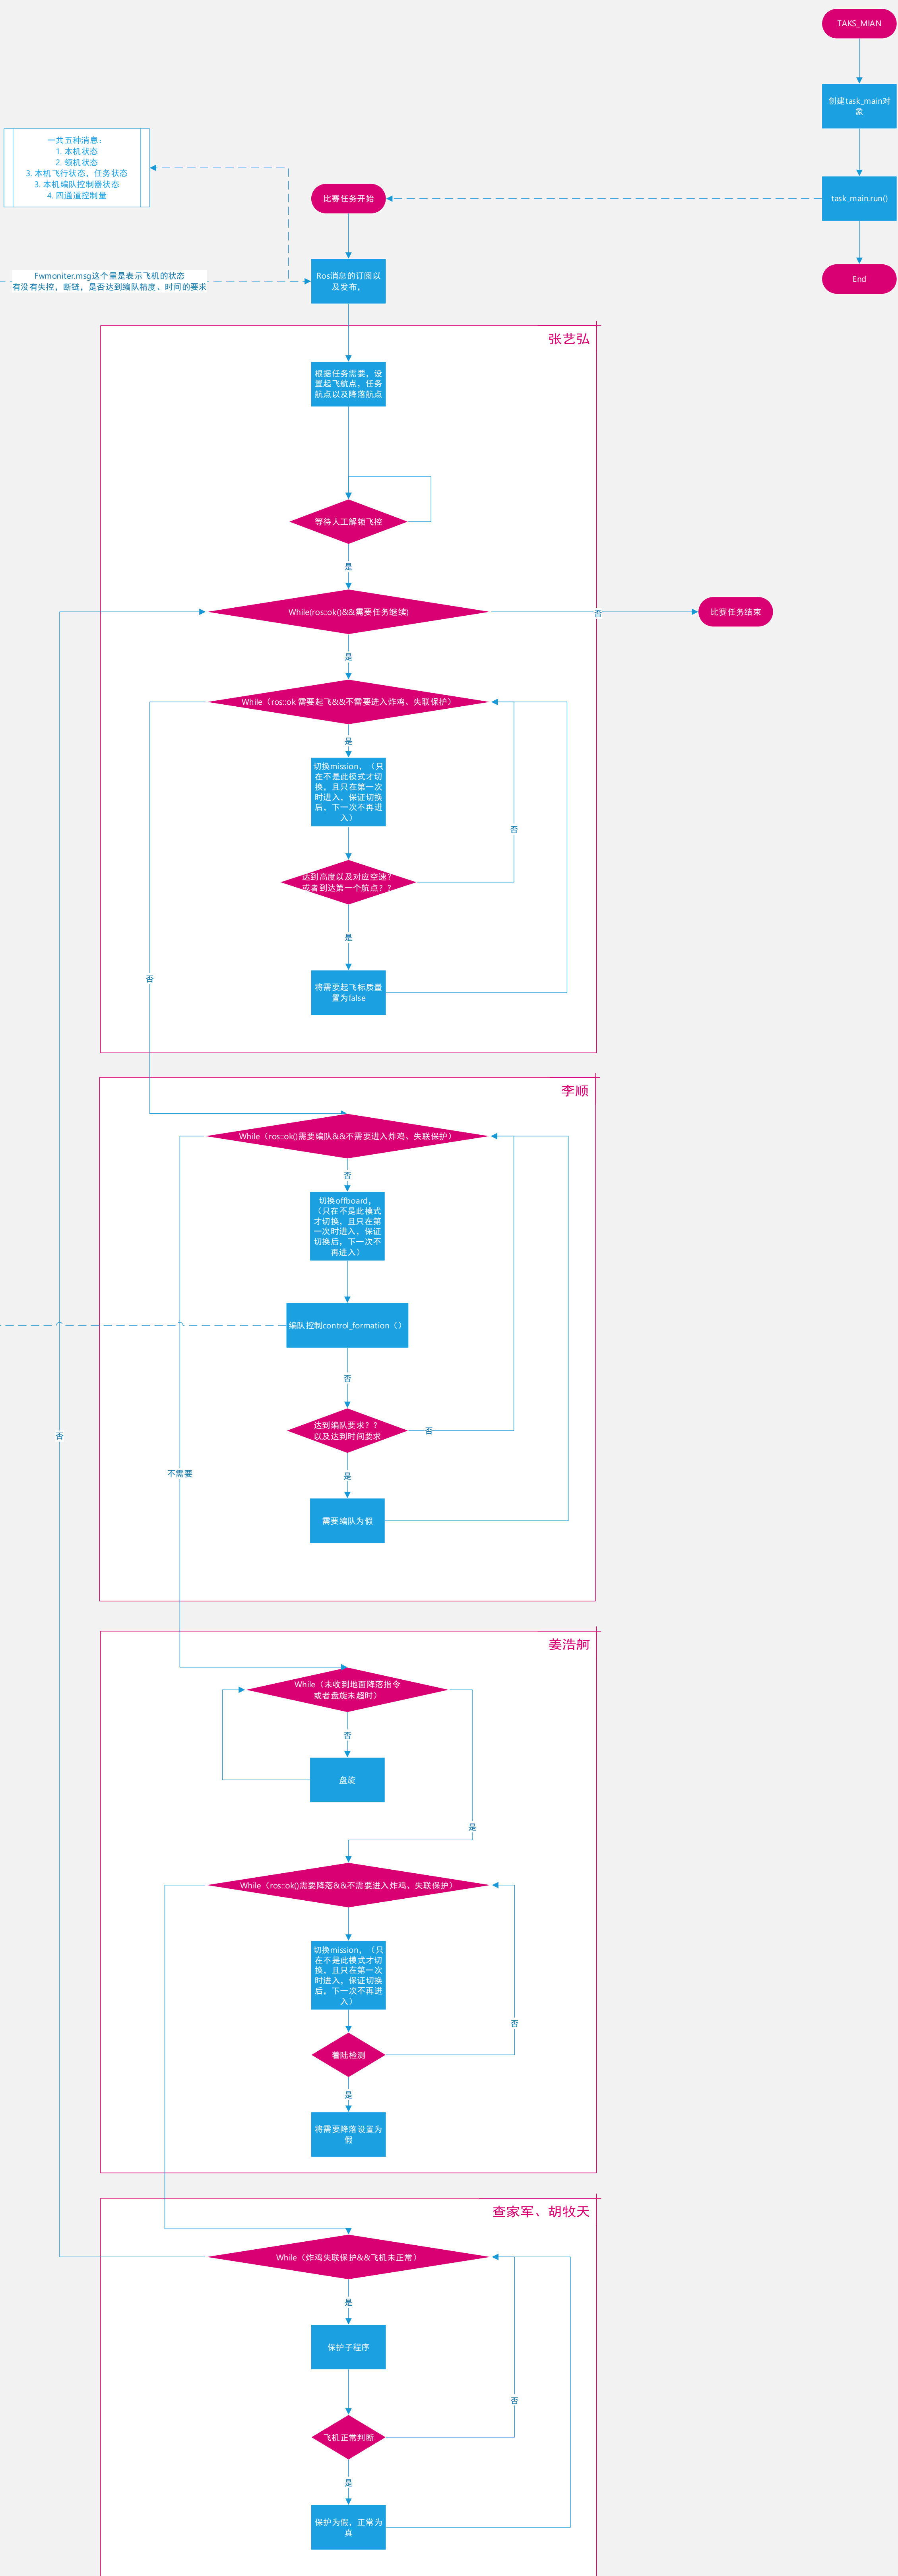 TAKS_MIAN
创建task_main对
象
task_main.run()
End
一共五种消息：
1. 本机状态
2. 领机状态
3. 本机飞行状态，任务状态
3. 本机编队控制器状态
4. 四通道控制量
比赛任务开始
Fwmoniter.msg这个量是表示飞机的状态
有没有失控，断链，是否达到编队精度、时间的要求
Ros消息的订阅以
及发布，
张艺弘
根据任务需要，设
置起飞航点，任务
航点以及降落航点
等待人工解锁飞控
是
While(ros::ok()&&需要任务继续)
否
比赛任务结束
是
While（ros::ok 需要起飞&&不需要进入炸鸡、失联保护）
是
切换mission，（只
在不是此模式才切
换，且只在第一次
时进入，保证切换
后，下一次不再进
入）
否
达到高度以及对应空速？
或者到达第一个航点？？
是
否
将需要起飞标质量
置为false
李顺
While（ros::ok()需要编队&&不需要进入炸鸡、失联保护）
否
切换offboard，
（只在不是此模式
才切换，且只在第
一次时进入，保证
切换后，下一次不
再进入）
编队控制control_formation（）
否
达到编队要求？？
以及达到时间要求
否
否
不需要
是
需要编队为假
姜浩舸
While（未收到地面降落指令
或者盘旋未超时）
否
盘旋
是
While（ros::ok()需要降落&&不需要进入炸鸡、失联保护）
切换mission，（只
在不是此模式才切
换，且只在第一次
时进入，保证切换
后，下一次不再进
入）
否
着陆检测
是
将需要降落设置为
假
查家军、胡牧天
While（炸鸡失联保护&&飞机未正常）
是
保护子程序
否
飞机正常判断
是
保护为假，正常为
真